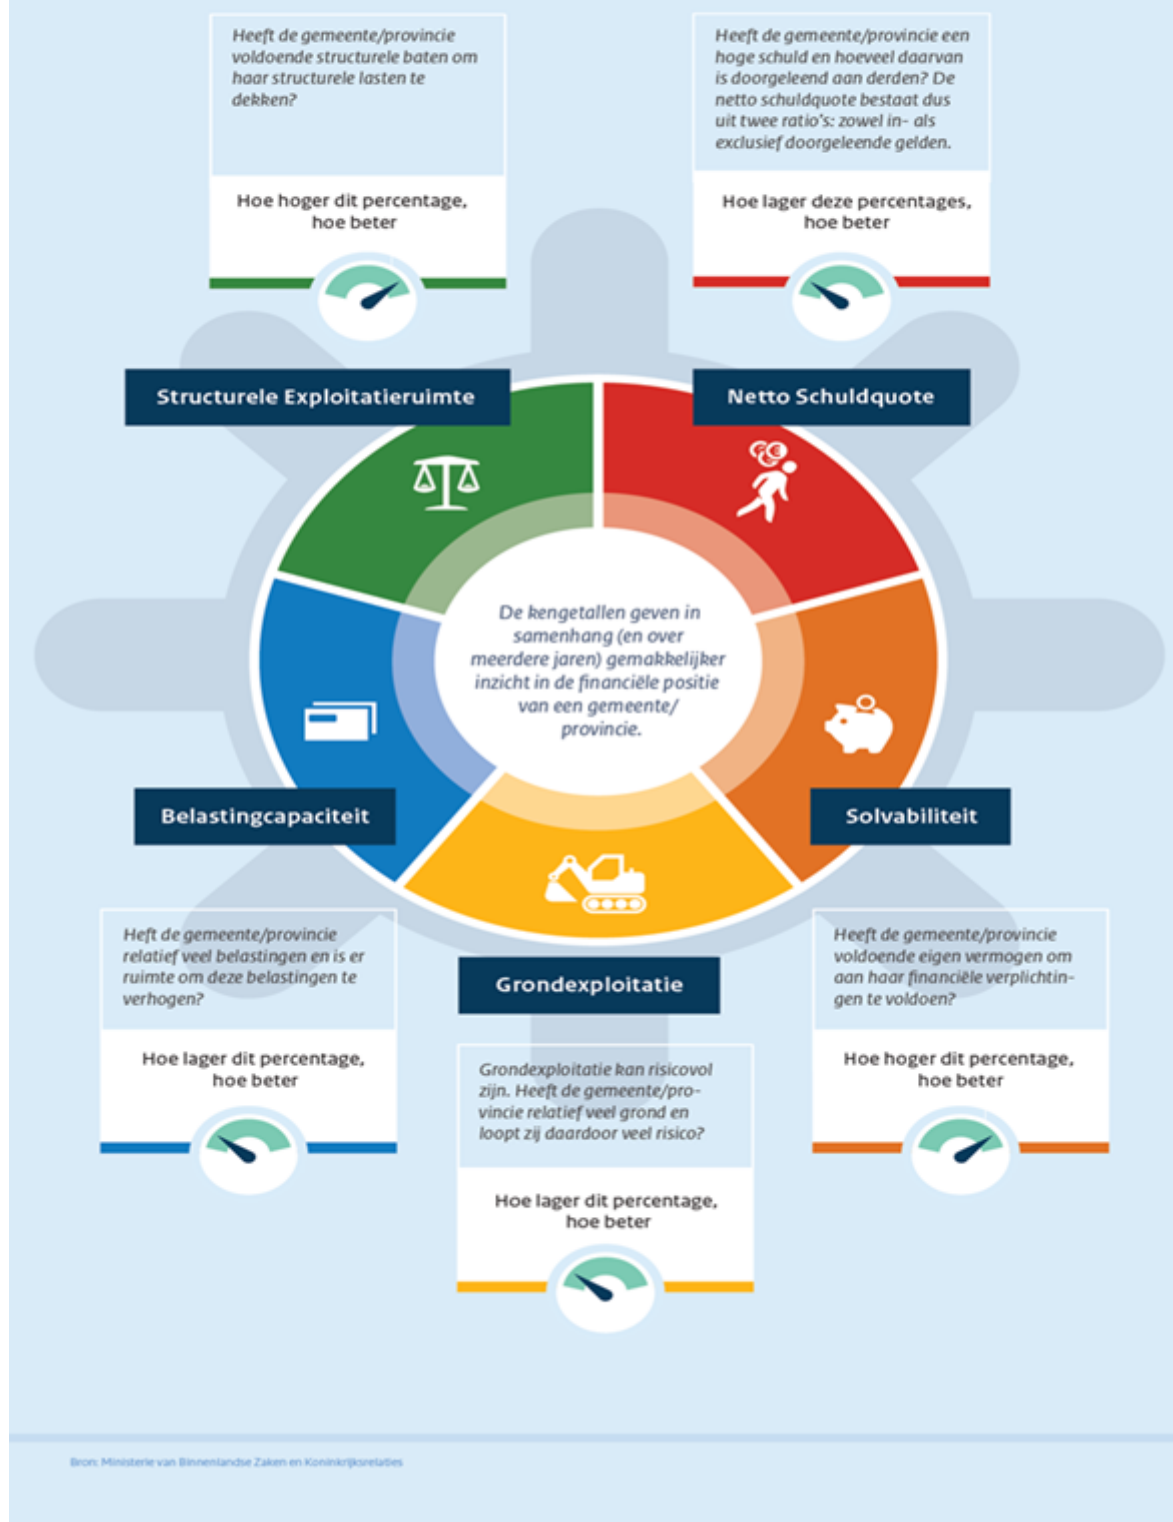 Heeft de gemeente/provincie
voldoende structurele baten om
haar structurele lasten te
dekken?
Hoe hoger dit percentage,
hoe beter
Structurele Exploitatieruimte
Heeft de gemeente/provincie een
hoge schuld en hoeveel daarvan
is doorgeleend aan derden? De
netto schuldquote bestaat dus
uit twee ratio's: zowel in- als
exclusief doorgeleende gelden.
Hoe lager deze percentages,
hoe beter
Netto Schuldquote
De kengetallen geven in
samenhang (en over
meerdere jaren) gemakkelijker
inzicht in de financiële positie
van een gemeente/
provincie.
Belastingcapaciteit
Heft de gemeente/provincie
relatief veel belastingen en is er
ruimte om deze belastingen te
verhogen?
Hoe lager dit percentage,
hoe beter
Grondexploitatie
Grondexploitatie kan risicovol
zijn. Heeft de gemeente/pro-
vincie relatief veel grond en
loopt zij daardoor veel risico?
Hoe lager dit percentage,
hoe beter
Solvabiliteit
Heeft de gemeente/provincie
voldoende eigen vermogen om
aan haar financiële verplichtin-
gen te voldoen?
Hoe hoger dit percentage,
hoe beter
Bron: Ministerie van Binnenlandse Zaken en Koninkrijksrelaties